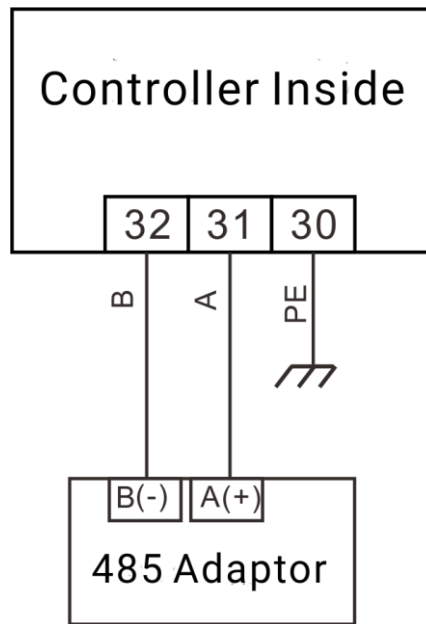 Controller Inside
32 31 30
B A PE
B(-) A(+)
485 Adaptor